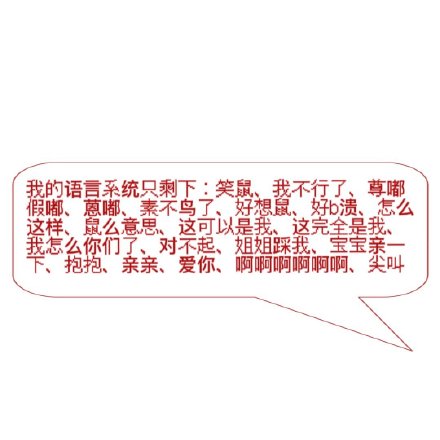 我的语言系统只剩下：笑鼠、我不行了、尊嘟
假嘟、蒽嘟、素不鸟了、好想鼠、好b溃、怎么
这样、鼠么意思、这可以是我、这完全是我、
我怎么你们了、对不起、姐姐踩我、宝宝亲一
下、抱抱、亲亲、爱你、啊啊啊啊啊啊、尖叫